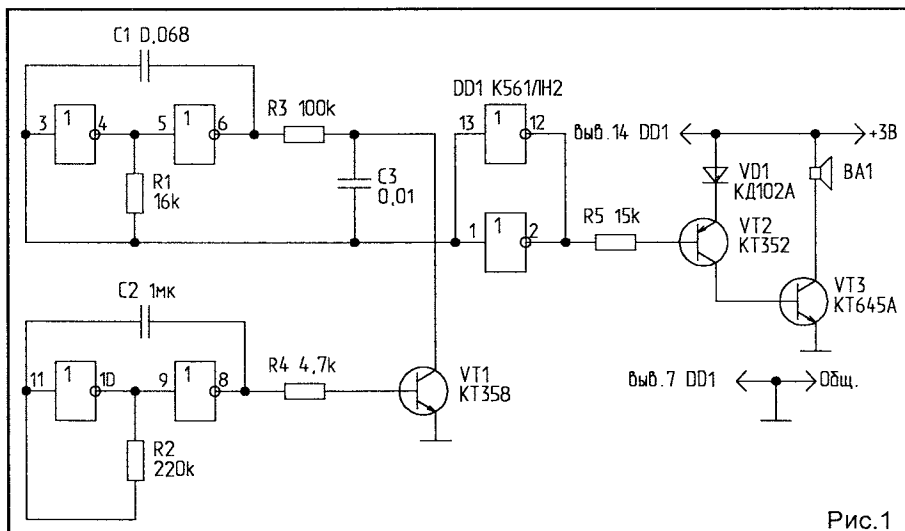 C1 0,068
3
1
4
5
1
6
R3 100k
R1
16k
C3
0,01
DD1 К561ЛН2
13
1
12
1
1
2
R5 15k
Выв.14 DD1
+3В
VD1
КД102А
BA1
VT2
КТ352
VT3
КТ645А
C2 1мк
11
1
10
9
1
8
R4 4,7k
VT1
КТ358
R2
220k
Выв.7 DD1
Общ.
Рис.1